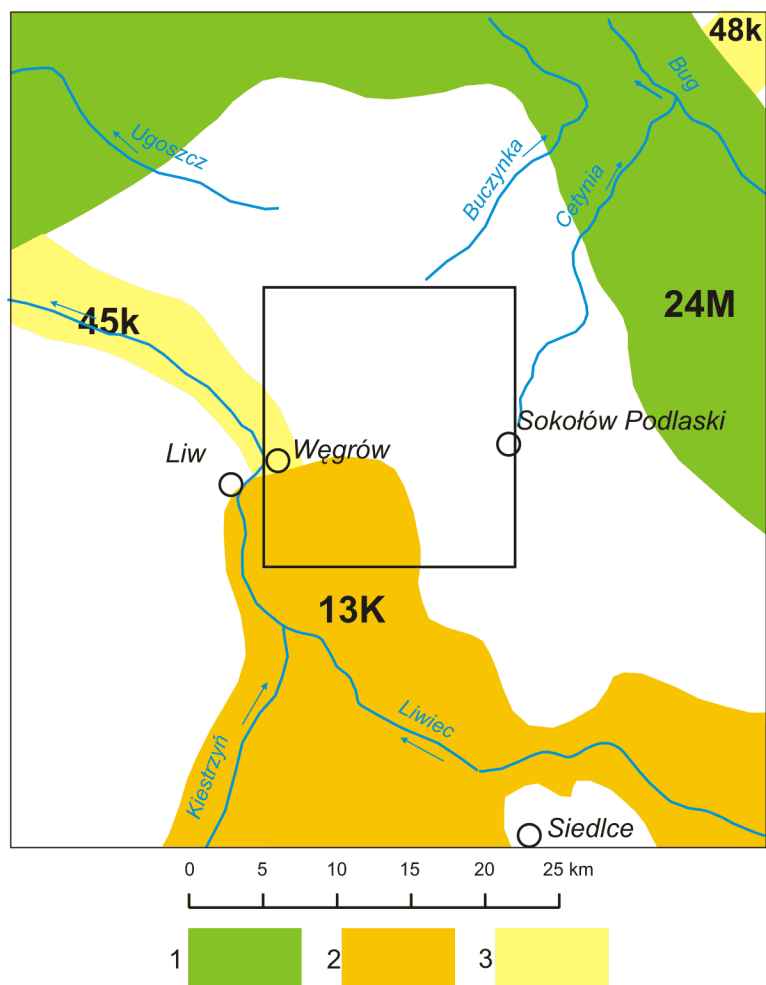 48k
Bug
Ugoszcz
Buczynka
Cetynia
24M
45k
Sokołów Podlaski
Liw
Węgrów
13K
Liwiec
Kiestrzyń
Siedlce
0 5 10 15 20 25 km
1 2 3